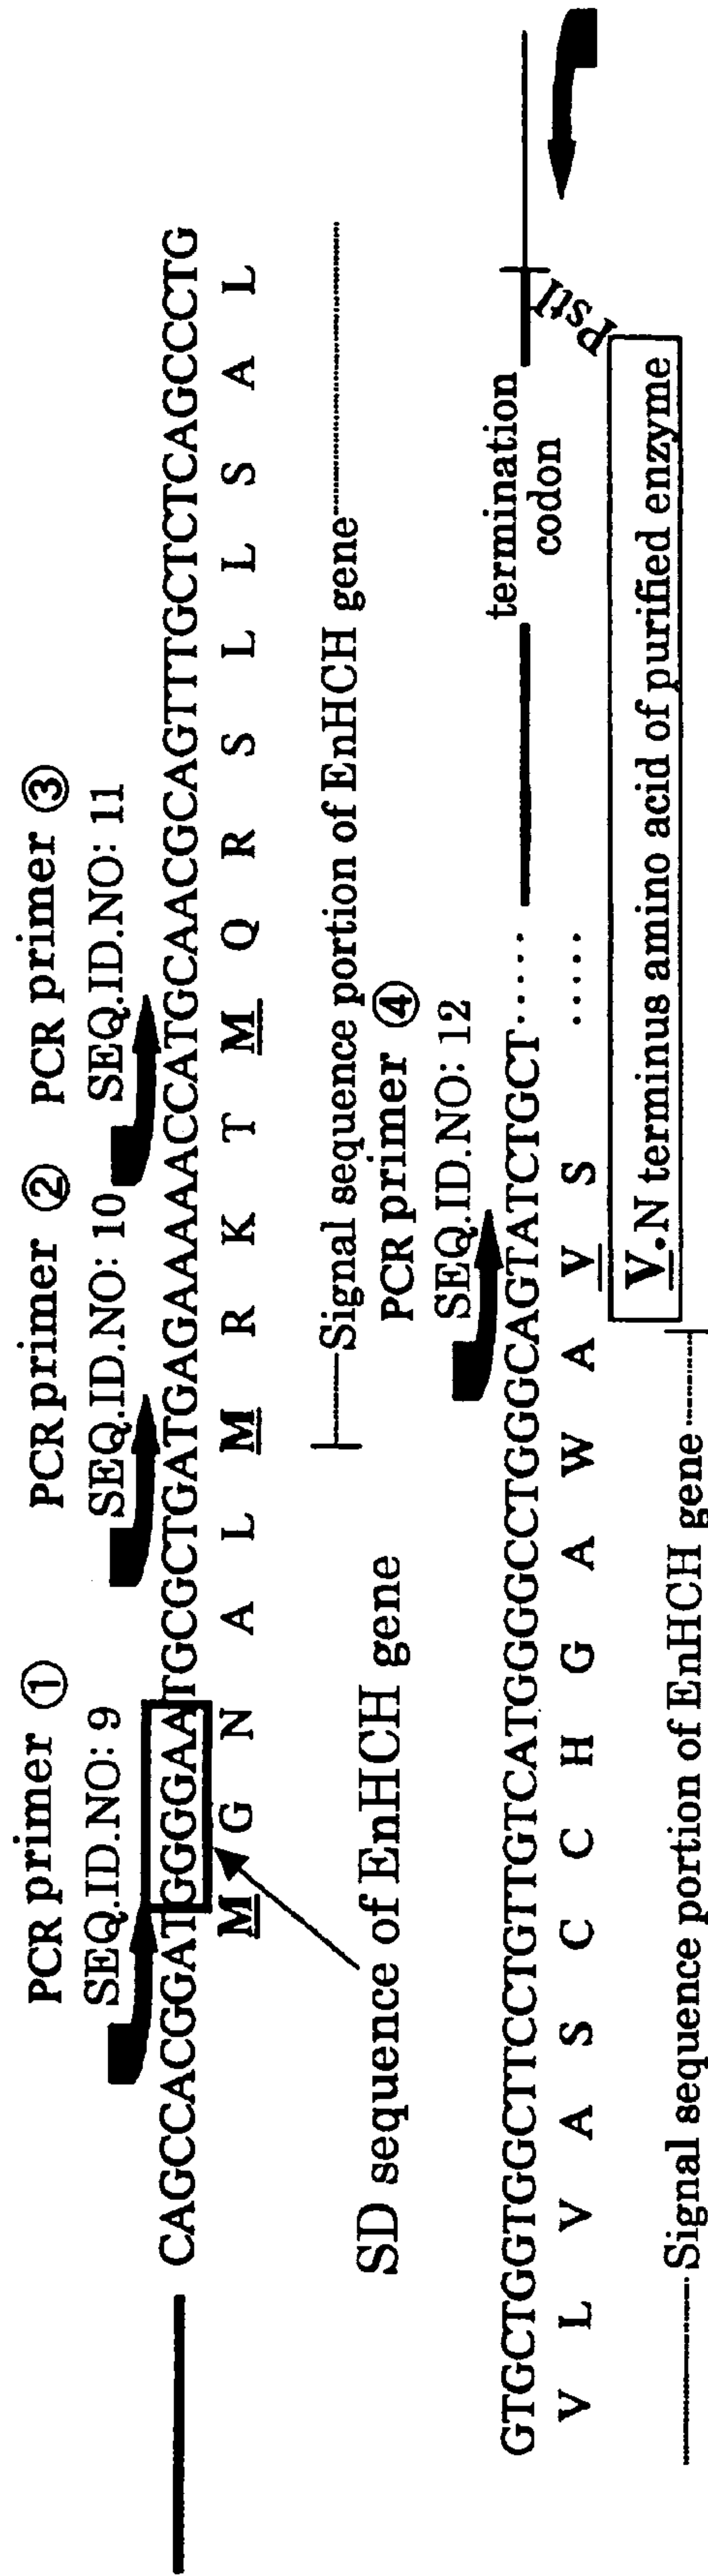 PCR primer ① PCR primer ② PCR primer ③
SEQ.ID.NO: 9 SEQ.ID.NO: 10 SEQ.ID.NO: 11
CAGCCACGGATGGGGAATGCGCTGATGAGAAAAACCATGCAACGCAGTTTGCTCTCAGCCCTG
M G N A L M R K T M Q R S L L S A L
Signal sequence portion of EnHCH gene
SD sequence of EnHCH gene
PCR primer ④
SEQ.ID.NO: 12
GTGCTGGTGGCTTCCTGTTGTCATGGGGCCTGGGCAGTATCTGCT·····
V L V A S C C H G A W A V S ·····
termination
codon
PstI
V.N terminus amino acid of purified enzyme
Signal sequence portion of EnHCH gene